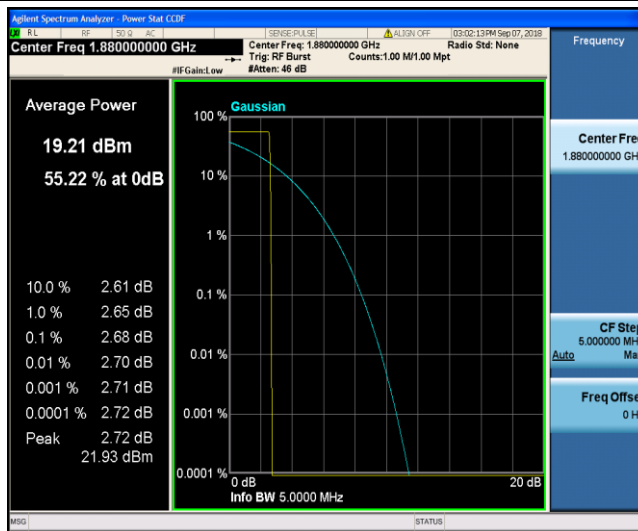 Agilent Spectrum Analyzer - Power Stat CCDF
RL RF 50 Ω AC SENSE:PULSE ALIGN OFF 03:02:13 PM Sep 07, 2018
Center Freq 1.880000000 GHz
Center Freq: 1.880000000 GHz Radio Std: None
Trig: RF Burst Counts:1.00 M/1.00 Mpt
#IFGain:Low #Atten: 46 dB
Frequency
Average Power
19.21 dBm
55.22 % at 0dB
10.0 % 2.61 dB
1.0 % 2.65 dB
0.1 % 2.68 dB
0.01 % 2.70 dB
0.001 % 2.71 dB
0.0001 % 2.72 dB
Peak 2.72 dB
21.93 dBm
Gaussian
100 %
10 %
1 %
0.1 %
0.01 %
0.001 %
0.0001 %
0 dB 20 dB
Info BW 5.0000 MHz
Center Fre
1.880000000 GH
CF Ste
5.000000 MH
Auto Ma
Freq Offse
0 H
MSG STATUS